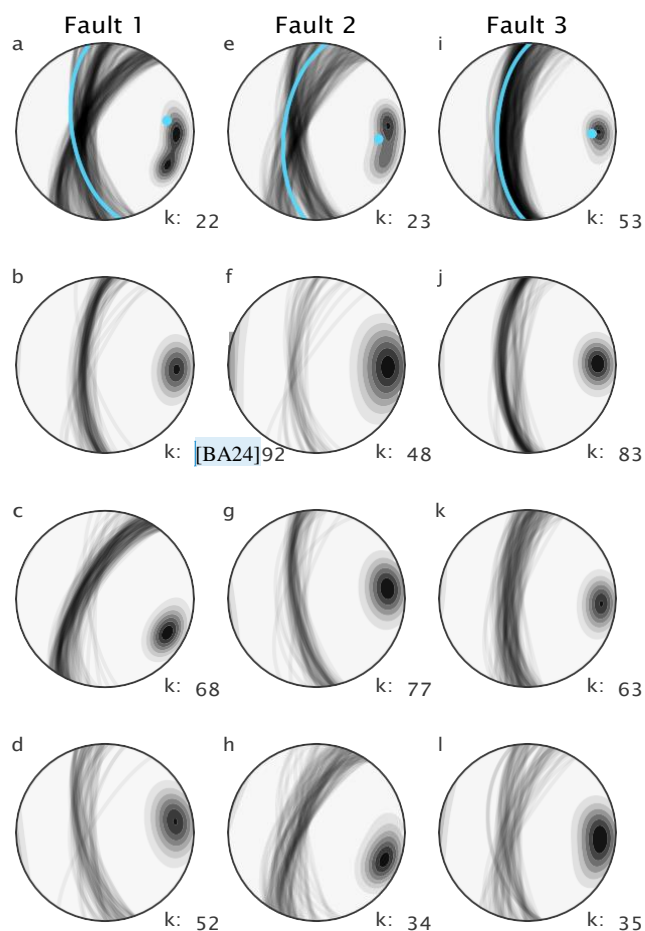 Fault 1 Fault 2 Fault 3
a e i
k: 22 k: 23 k: 53
b f j
k: [BA24]92 k: 48 k: 83
c g k
k: 68 k: 77 k: 63
d h l
k: 52 k: 34 k: 35